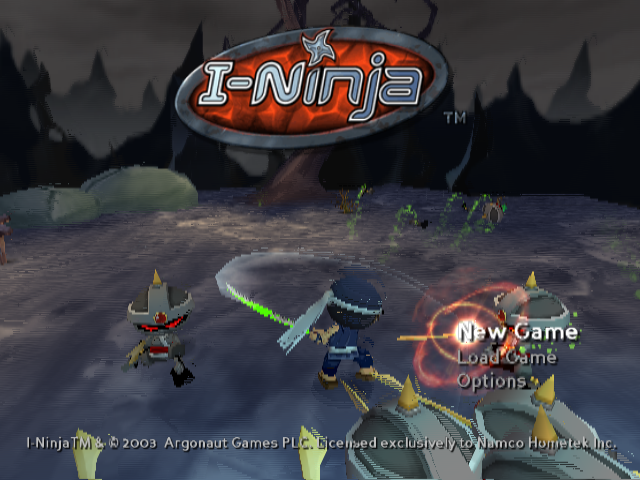 I-Ninja
TM
New Game
Load Game
Options
I-NinjaTM & © 2003 Argonaut Games PLC. Licensed exclusively to Namco Hometek Inc.